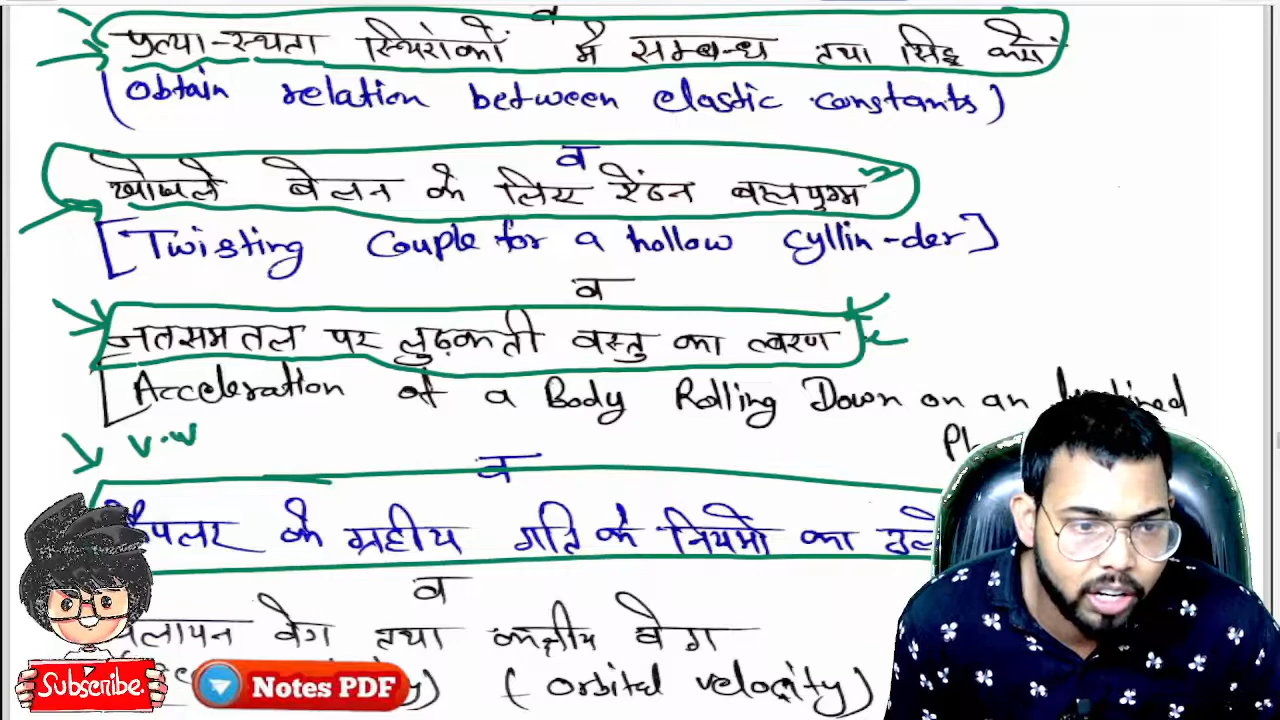 व
प्रत्या-स्थता स्थिरांको में सम्बन्ध तथा सिद्ध करो
(Obtain relation between elastic constants)
व
खोखले बेलन के लिए ऐंठन बलयुग्म
[Twisting Couple for a hollow Cyllin-der]
व
नतसमतल पर लुढ़कती वस्तु का त्वरण
[Acceleration of a Body Rolling Down on an Inclined
V.V
व
कैपलर के ग्रहीय गति के नियमो का
व
पलायन वेग तथा कक्षीय वेग
(orbital velocity)
Subscribe.
Notes PDF